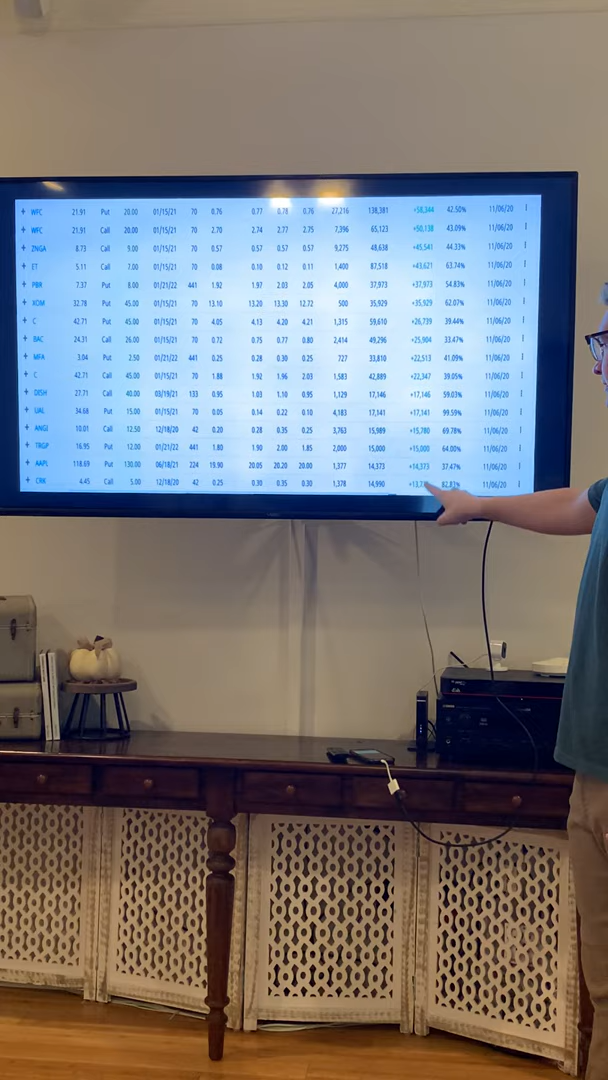 + WFC 21.91 Put 20.00 01/15/21 70 0.76 0.77 0.78 0.76 27,216 138,381 +58,344 42.50% 11/06/20
+ WFC 21.91 Call 20.00 01/15/21 70 2.70 2.74 2.77 2.75 7,396 65,123 +50,138 43.09% 11/06/20
+ ZNGA 8.73 Call 9.00 01/15/21 70 0.57 0.57 0.57 0.57 9,275 48,638 +45,541 44.33% 11/06/20
+ ET 5.11 Call 7.00 01/15/21 70 0.08 0.10 0.12 0.11 1,400 87,518 +43,621 63.74% 11/06/20
+ PBR 7.37 Put 8.00 01/21/22 441 1.92 1.97 2.03 2.05 4,000 37,973 +37,973 54.83% 11/06/20
+ XOM 32.78 Put 45.00 01/15/21 70 13.10 13.20 13.30 12.72 500 35,929 +35,929 62.07% 11/06/20
+ C 42.71 Put 45.00 01/15/21 70 4.05 4.13 4.20 4.21 1,315 59,610 +26,739 39.44% 11/06/20
+ BAC 24.31 Call 26.00 01/15/21 70 0.72 0.75 0.77 0.80 2,414 49,296 +25,904 33.47% 11/06/20
+ MFA 3.04 Put 2.50 01/21/22 441 0.25 0.28 0.30 0.25 727 33,810 +22,513 41.09% 11/06/20
+ C 42.71 Call 45.00 01/15/21 70 1.88 1.92 1.96 2.03 1,583 42,889 +22,347 39.05% 11/06/20
+ DISH 27.71 Call 40.00 03/19/21 133 0.95 1.03 1.10 0.95 1,129 17,146 +17,146 59.03% 11/06/20
+ UAL 34.68 Put 15.00 01/15/21 70 0.05 0.14 0.22 0.10 4,183 17,141 +17,141 99.59% 11/06/20
+ ANGI 10.01 Call 12.50 12/18/20 42 0.20 0.28 0.35 0.25 3,763 15,989 +15,780 69.78% 11/06/20
+ TRGP 16.95 Put 12.00 01/21/22 441 1.80 1.90 2.00 1.85 2,000 15,000 +15,000 64.00% 11/06/20
+ AAPL 118.69 Put 130.00 06/18/21 224 19.90 20.05 20.20 20.00 1,377 14,373 +14,373 37.47% 11/06/20
+ CRR 4.45 Call 5.00 12/18/20 42 0.25 0.30 0.35 0.30 1,378 14,990 11/06/20